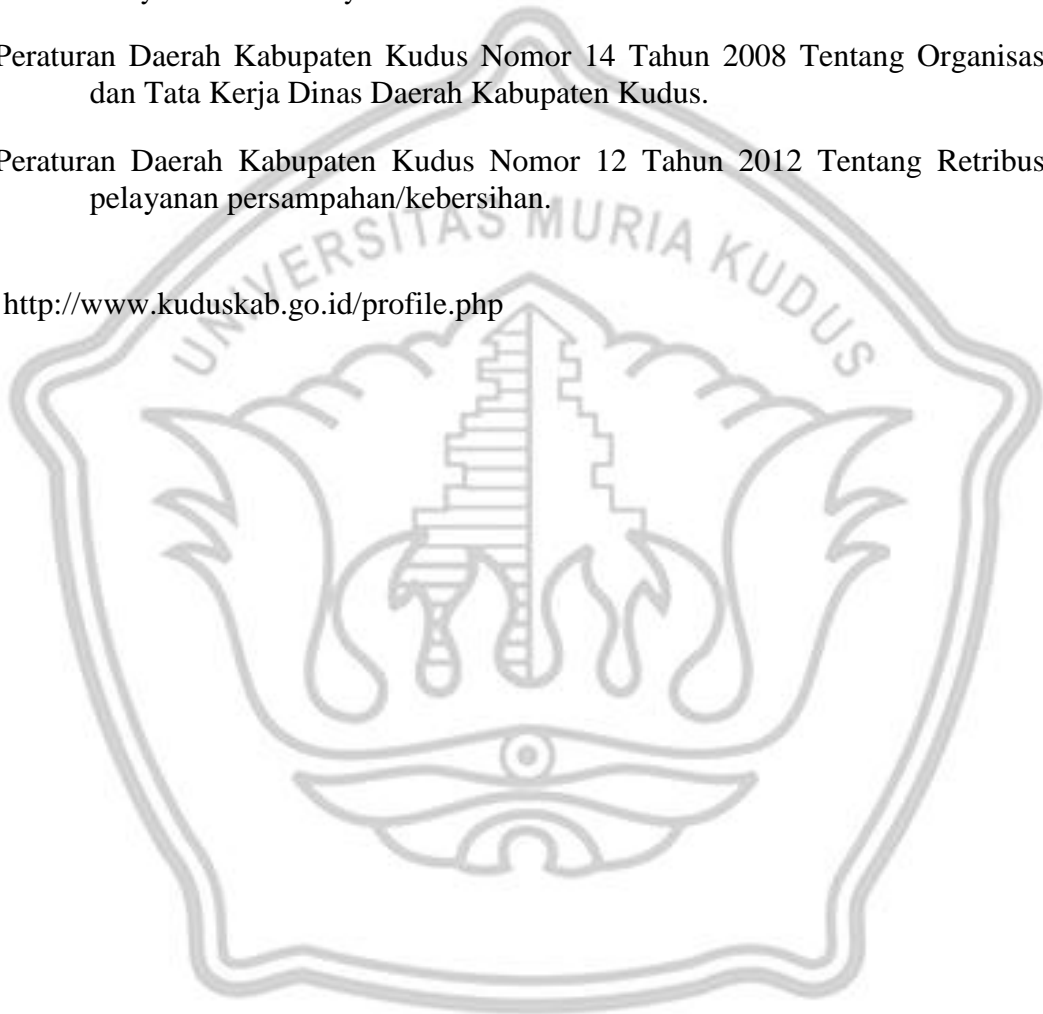 Peraturan Daerah Kabupaten Kudus Nomor 14 Tahun 2008 Tentang Organisas
dan Tata Kerja Dinas Daerah Kabupaten Kudus.
Peraturan Daerah Kabupaten Kudus Nomor 12 Tahun 2012 Tentang Retribus
pelayanan persampahan/kebersihan.
UNIVERSITAS MURIA KUDUS
http://www.kuduskab.go.id/profile.php